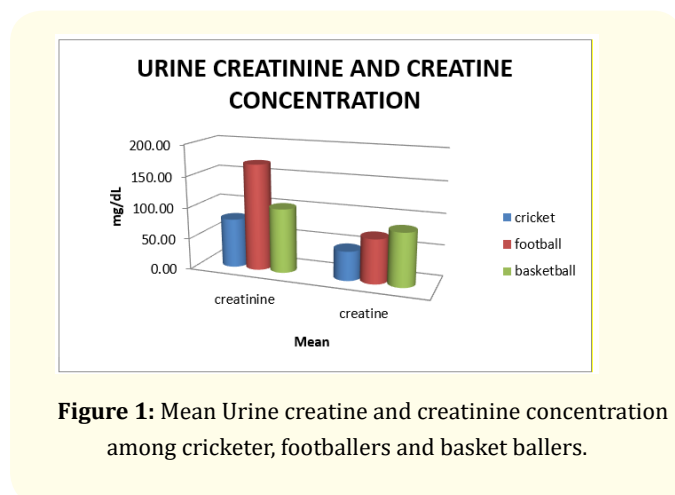 URINE CREATININE AND CREATINE
CONCENTRATION
200.00
150.00
100.00
50.00
0.00
mg/dL
creatinine
creatine
Mean
cricket
football
basketball
Figure 1: Mean Urine creatine and creatinine concentration
among cricketer, footballers and basket ballers.